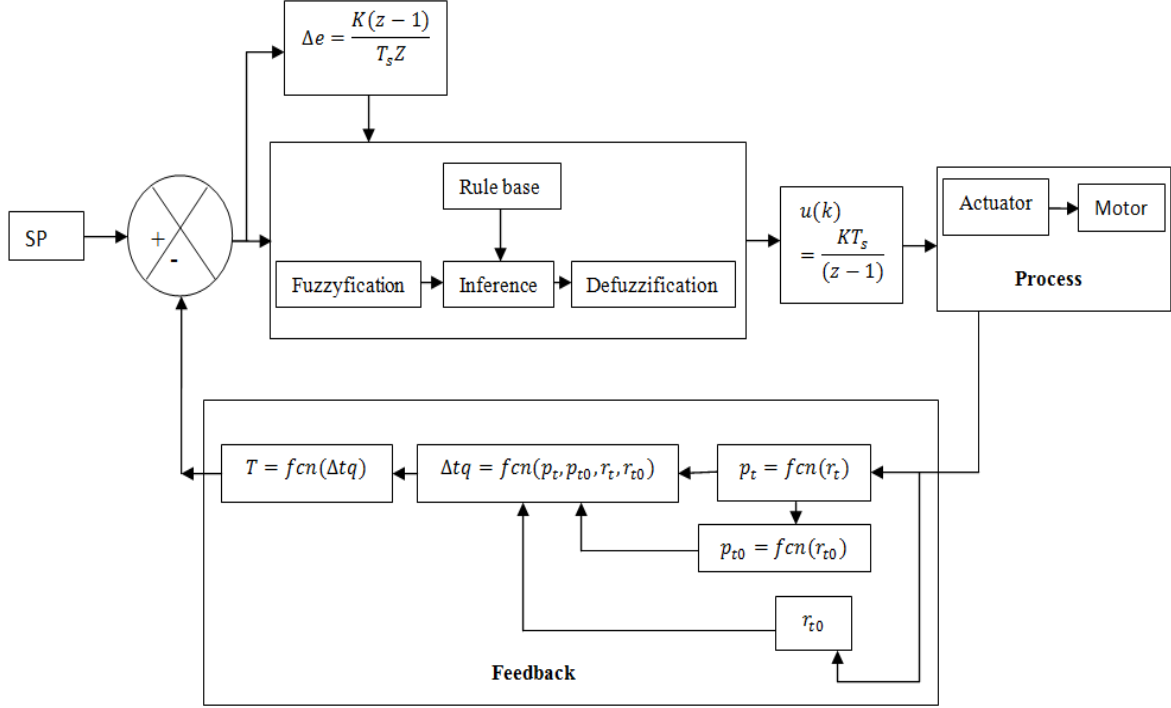 Δe = K(z − 1) / T_s Z
Rule base
SP
+
-
Fuzzyfication
Inference
Defuzzification
u(k)
= KT_s / (z − 1)
Actuator
Motor
Process
T = fcn(Δtq)
Δtq = fcn(p_t, p_t0, r_t, r_t0)
p_t = fcn(r_t)
p_t0 = fcn(r_t0)
r_t0
Feedback